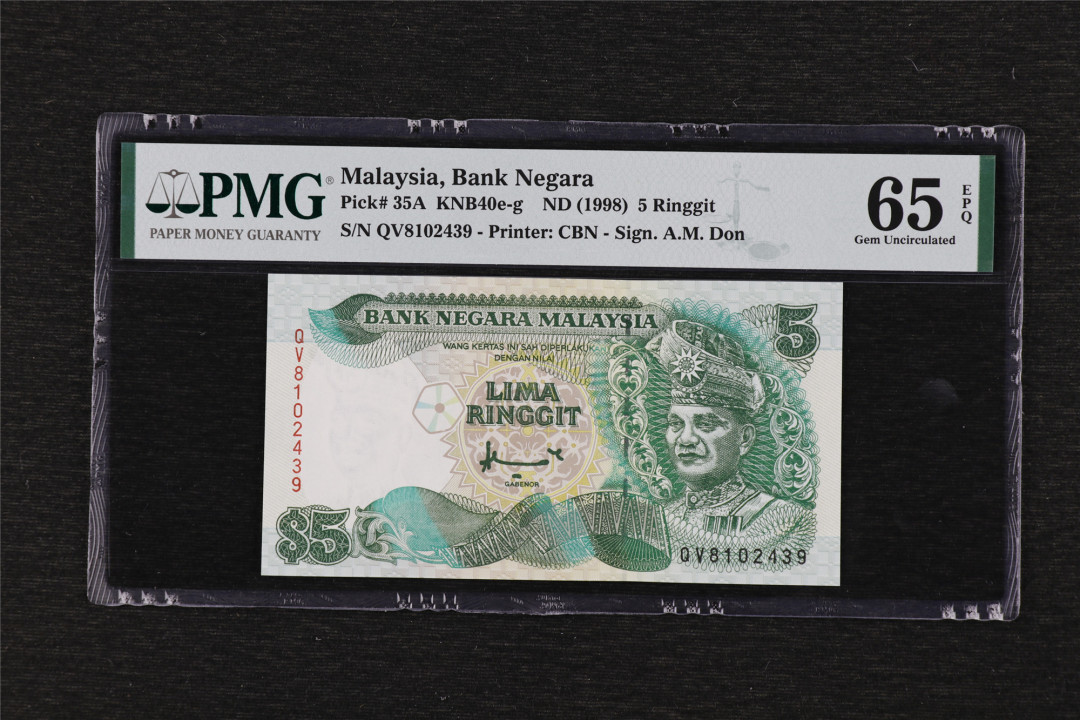 PMG®
PAPER MONEY GUARANTY
Malaysia, Bank Negara
Pick# 35A KNB40e-g ND (1998) 5 Ringgit
S/N QV8102439 - Printer: CBN - Sign. A.M. Don
65
EPQ
Gem Uncirculated
BANK NEGARA MALAYSIA
5
WANG KERTAS INI SAH DIPERLAKU
DENGAN NILAI
QV8102439
LIMA
RINGGIT
GABENOR
$5
QV8102439